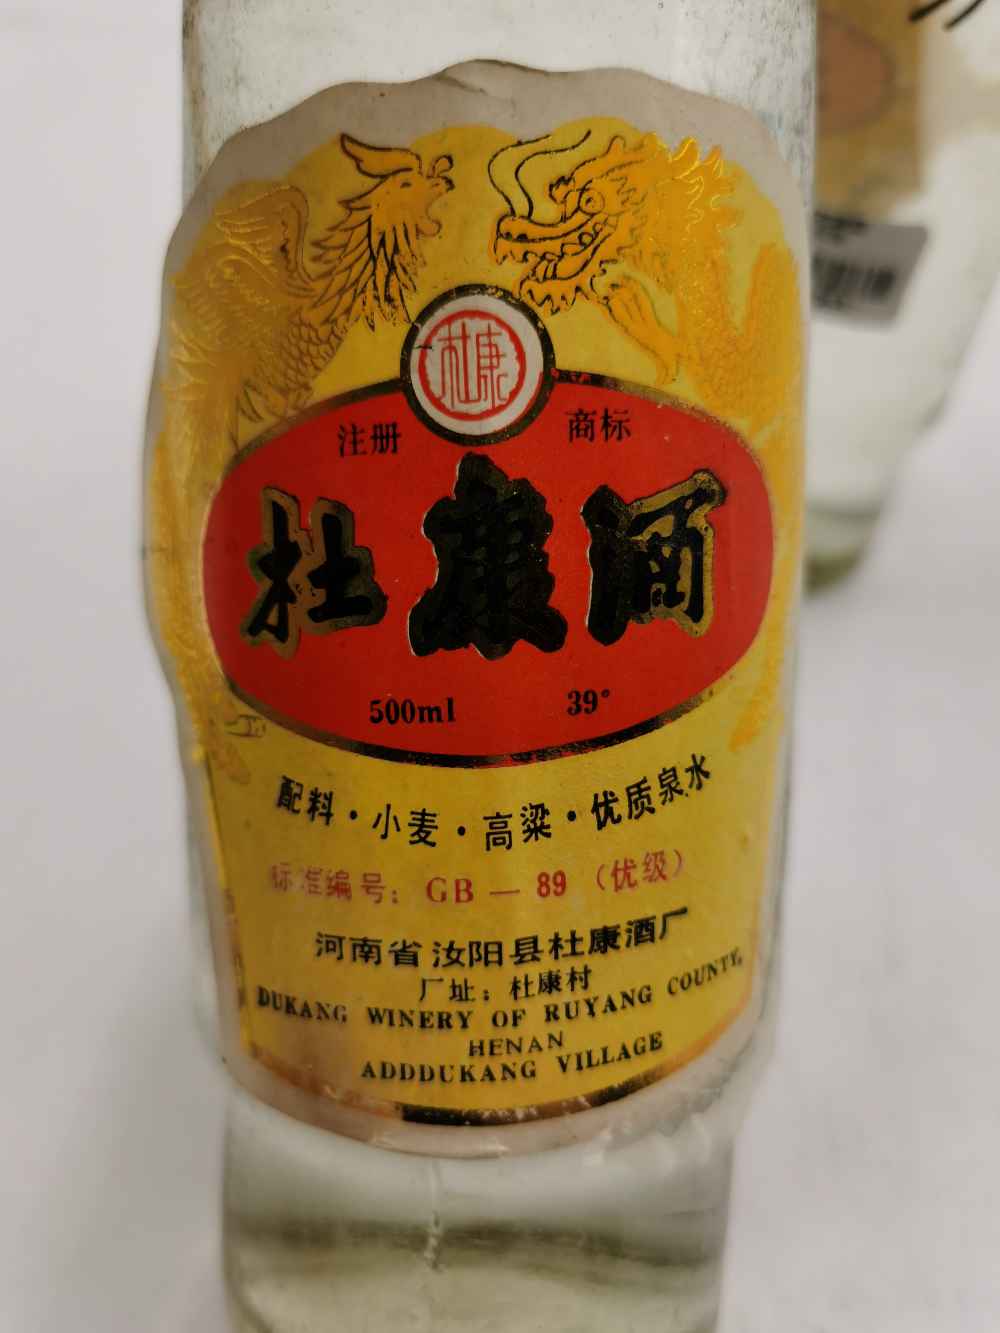 杜康
注册 商标
杜康酒
500ml 39°
配料·小麦·高粱·优质泉水
标准编号：GB—89（优级）
河南省汝阳县杜康酒厂
厂址：杜康村
DUKANG WINERY OF RUYANG COUNTY,
HENAN
ADDDUKANG VILLAGE